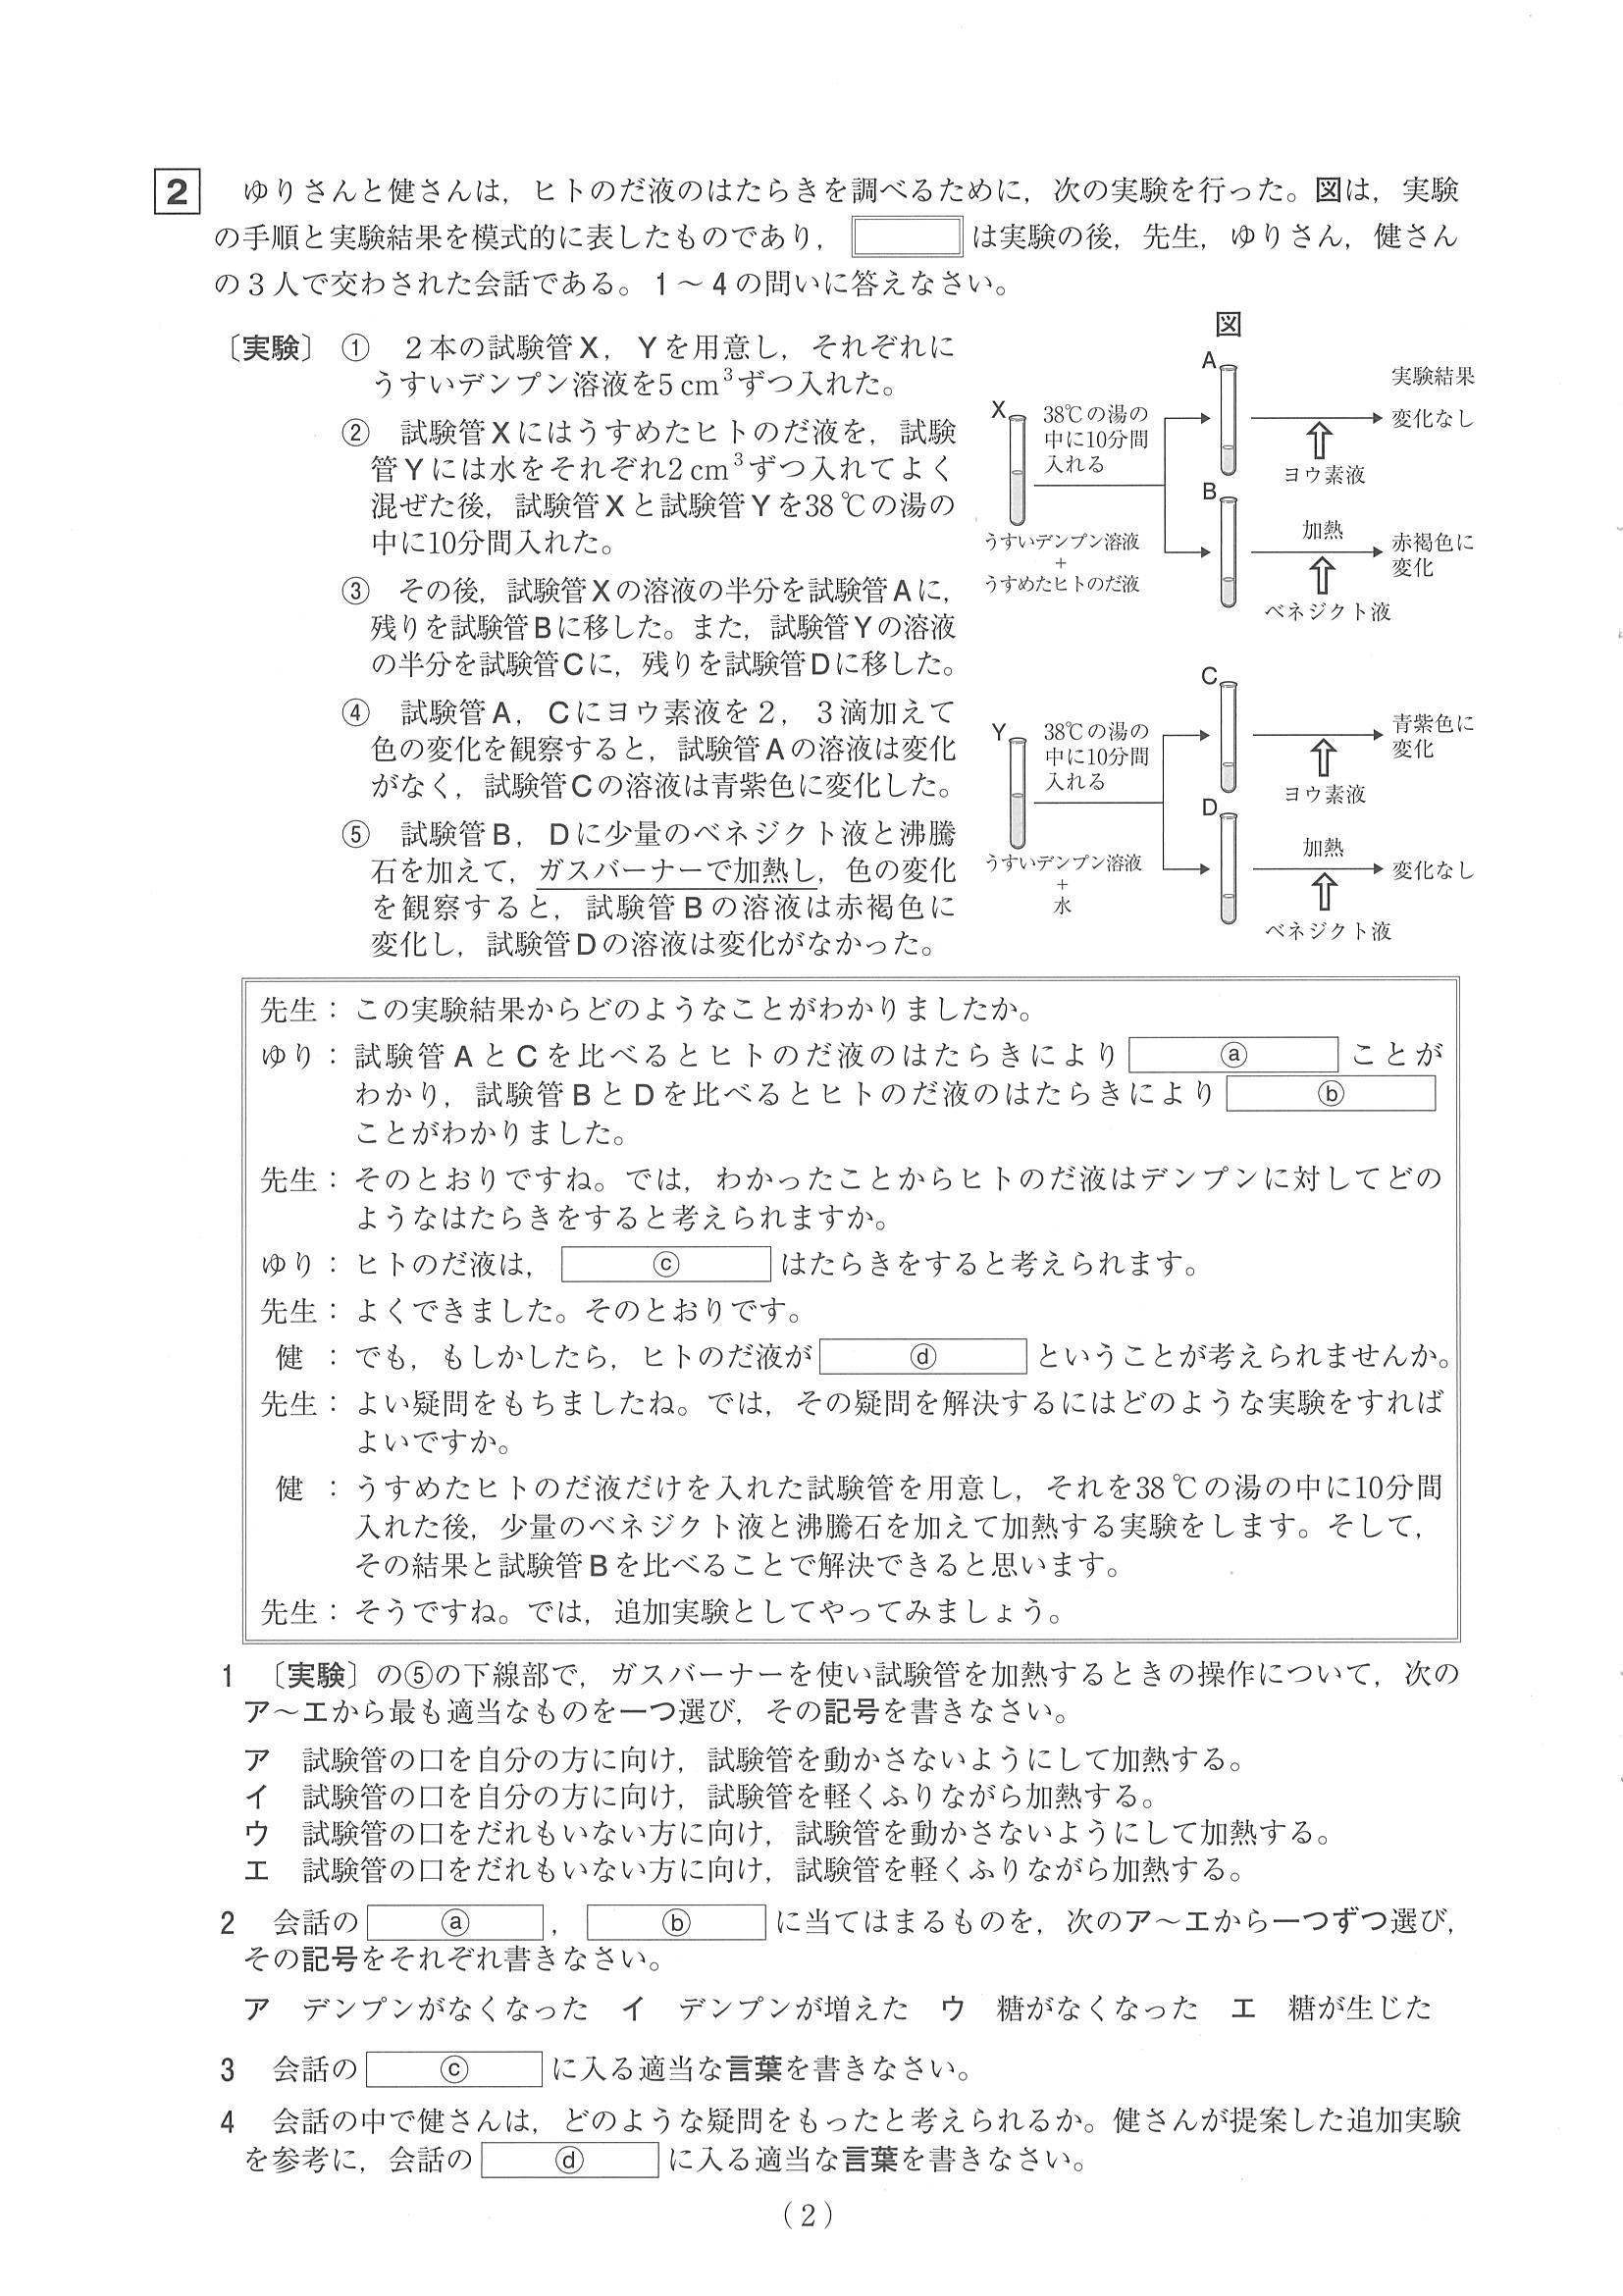 2 ゆりさんと健さんは，ヒトのだ液のはたらきを調べるために，次の実験を行った。図は，実験
の手順と実験結果を模式的に表したものであり，　　　は実験の後，先生，ゆりさん，健さん
の３人で交わされた会話である。1～4の問いに答えなさい。
〔実験〕① ２本の試験管X，Yを用意し，それぞれに
うすいデンプン溶液を5 cm³ずつ入れた。
② 試験管Xにはうすめたヒトのだ液を，試験
管Yには水をそれぞれ2 cm³ずつ入れてよく
混ぜた後，試験管Xと試験管Yを38℃の湯の
中に10分間入れた。
③ その後，試験管Xの溶液の半分を試験管Aに，
残りを試験管Bに移した。また，試験管Yの溶液
の半分を試験管Cに，残りを試験管Dに移した。
④ 試験管A，Cにヨウ素液を２，３滴加えて
色の変化を観察すると，試験管Aの溶液は変化
がなく，試験管Cの溶液は青紫色に変化した。
⑤ 試験管B，Dに少量のベネジクト液と沸騰
石を加えて，ガスバーナーで加熱し，色の変化
を観察すると，試験管Bの溶液は赤褐色に
変化し，試験管Dの溶液は変化がなかった。
図
A
実験結果
X
38℃の湯の
中に10分間
入れる
変化なし
ヨウ素液
B
うすいデンプン溶液
+
うすめたヒトのだ液
加熱
赤褐色に
変化
ベネジクト液
C
Y
38℃の湯の
中に10分間
入れる
青紫色に
変化
ヨウ素液
D
うすいデンプン溶液
+
水
加熱
変化なし
ベネジクト液
先生：この実験結果からどのようなことがわかりましたか。
ゆり：試験管AとCを比べるとヒトのだ液のはたらきにより ⓐ ことが
わかり，試験管BとDを比べるとヒトのだ液のはたらきにより ⓑ
ことがわかりました。
先生：そのとおりですね。では，わかったことからヒトのだ液はデンプンに対してどの
ようなはたらきをすると考えられますか。
ゆり：ヒトのだ液は， ⓒ はたらきをすると考えられます。
先生：よくできました。そのとおりです。
健：でも，もしかしたら，ヒトのだ液が ⓓ ということが考えられませんか。
先生：よい疑問をもちましたね。では，その疑問を解決するにはどのような実験をすれば
よいですか。
健：うすめたヒトのだ液だけを入れた試験管を用意し，それを38℃の湯の中に10分間
入れた後，少量のベネジクト液と沸騰石を加えて加熱する実験をします。そして，
その結果と試験管Bを比べることで解決できると思います。
先生：そうですね。では，追加実験としてやってみましょう。
1 〔実験〕の⑤の下線部で，ガスバーナーを使い試験管を加熱するときの操作について，次の
ア～エから最も適当なものを一つ選び，その記号を書きなさい。
ア 試験管の口を自分の方に向け，試験管を動かさないようにして加熱する。
イ 試験管の口を自分の方に向け，試験管を軽くふりながら加熱する。
ウ 試験管の口をだれもいない方に向け，試験管を動かさないようにして加熱する。
エ 試験管の口をだれもいない方に向け，試験管を軽くふりながら加熱する。
2 会話の ⓐ ， ⓑ に当てはまるものを，次のア～エから一つずつ選び，
その記号をそれぞれ書きなさい。
ア デンプンがなくなった イ デンプンが増えた ウ 糖がなくなった エ 糖が生じた
3 会話の ⓒ に入る適当な言葉を書きなさい。
4 会話の中で健さんは，どのような疑問をもったと考えられるか。健さんが提案した追加実験
を参考に，会話の ⓓ に入る適当な言葉を書きなさい。
（２）